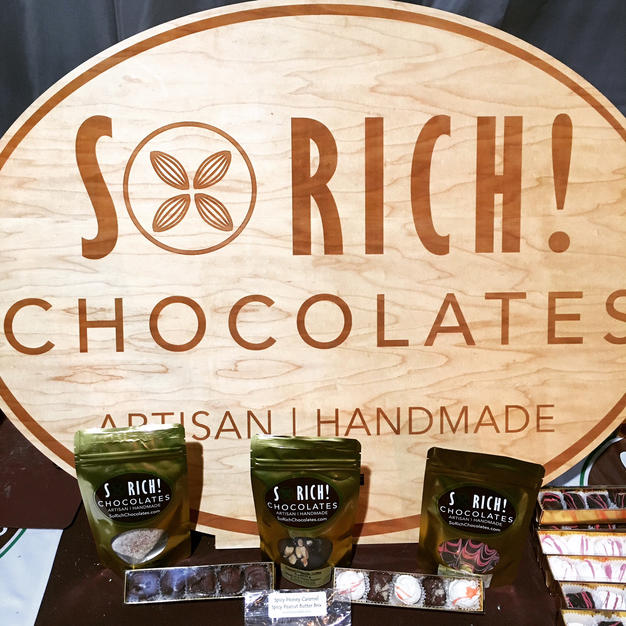 SO RICH!
CHOCOLATES
ARTISAN | HANDMADE
SO RICH!
CHOCOLATES
ARTISAN | HANDMADE
SoRichChocolates.com
SO RICH!
CHOCOLATES
ARTISAN | HANDMADE
SoRichChocolates.com
SO RICH!
CHOCOLATES
ARTISAN | HANDMADE
SoRichChocolates.com
Spicy Honey Caramel
Spicy Peanut Butter Box